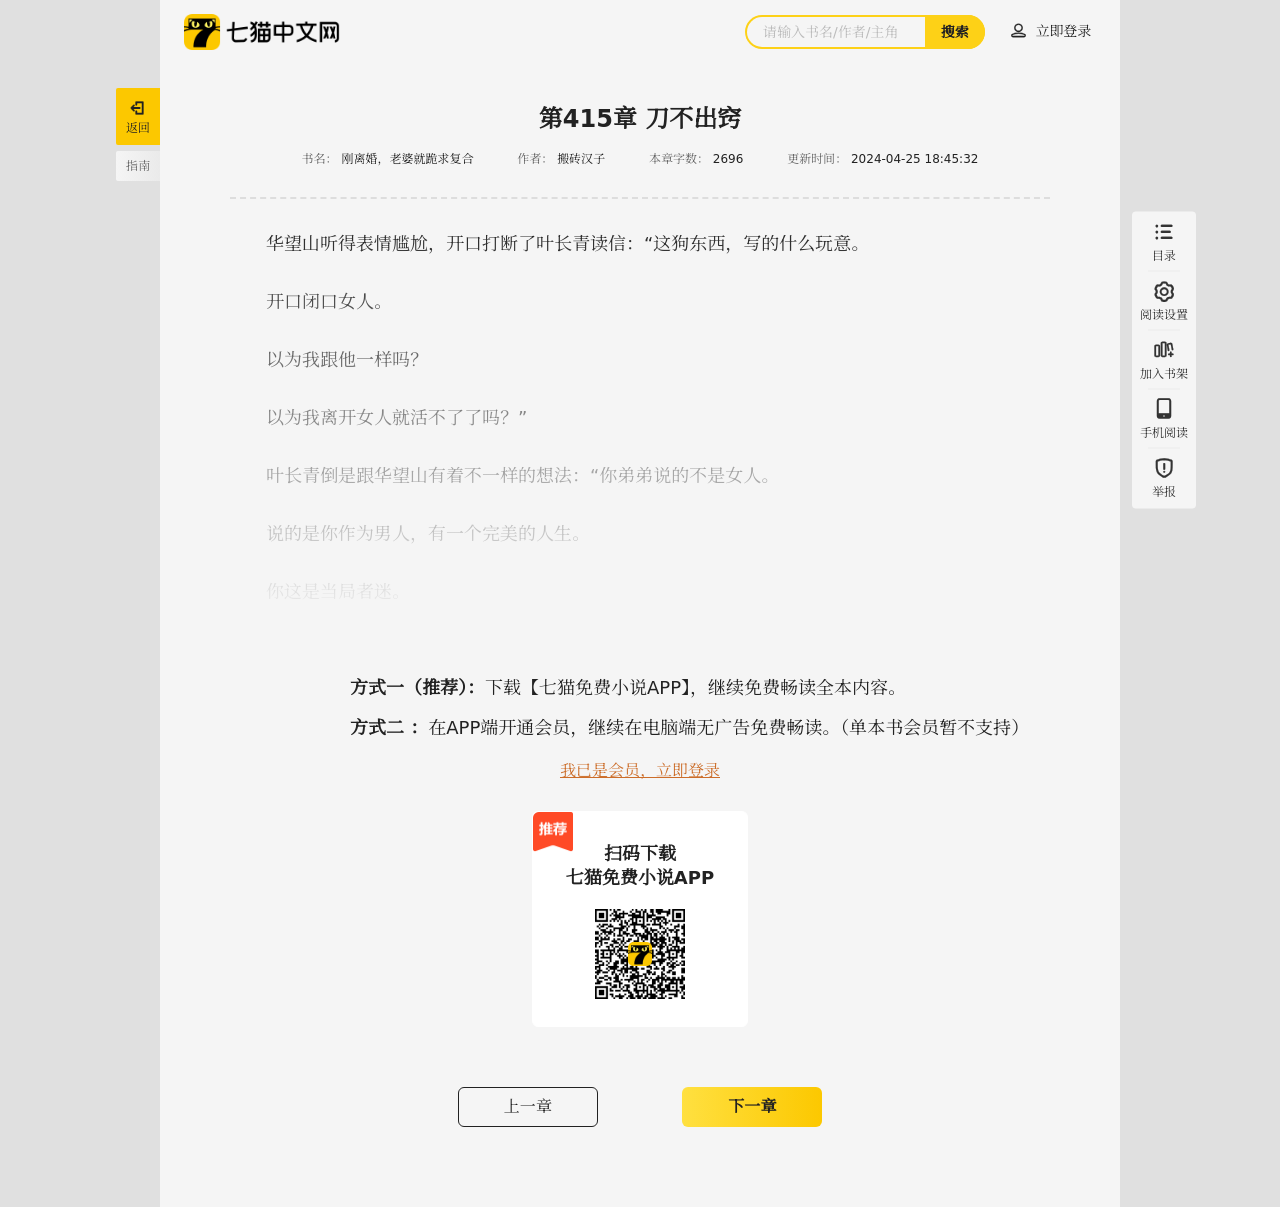 七猫中文网
请输入书名/作者/主角
搜索
立即登录
返回
指南
第415章 刀不出窍
书名： 刚离婚，老婆就跪求复合 作者： 搬砖汉子 本章字数： 2696 更新时间： 2024-04-25 18:45:32
华望山听得表情尴尬，开口打断了叶长青读信：“这狗东西，写的什么玩意。
开口闭口女人。
以为我跟他一样吗？
以为我离开女人就活不了了吗？”
叶长青倒是跟华望山有着不一样的想法：“你弟弟说的不是女人。
说的是你作为男人，有一个完美的人生。
你这是当局者迷。
目录
阅读设置
加入书架
手机阅读
举报
方式一（推荐）：下载【七猫免费小说APP】，继续免费畅读全本内容。
方式二 ：在APP端开通会员，继续在电脑端无广告免费畅读。（单本书会员暂不支持）
我已是会员，立即登录
推荐
扫码下载
七猫免费小说APP
上一章
下一章